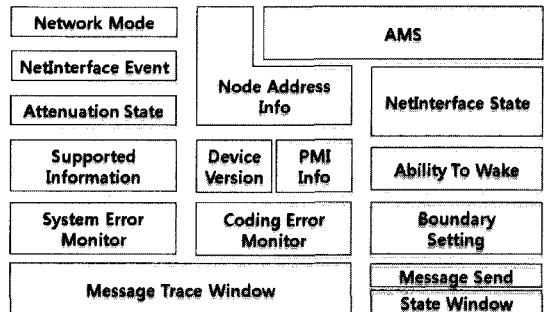 Network Mode
AMS
NetInterface Event
Node Address
Info
NetInterface State
Attenuation State
Supported
Information
Device
Version
PMI
Info
Ability To Wake
System Error
Monitor
Coding Error
Monitor
Boundary
Setting
Message Trace Window
Message Send
State Window